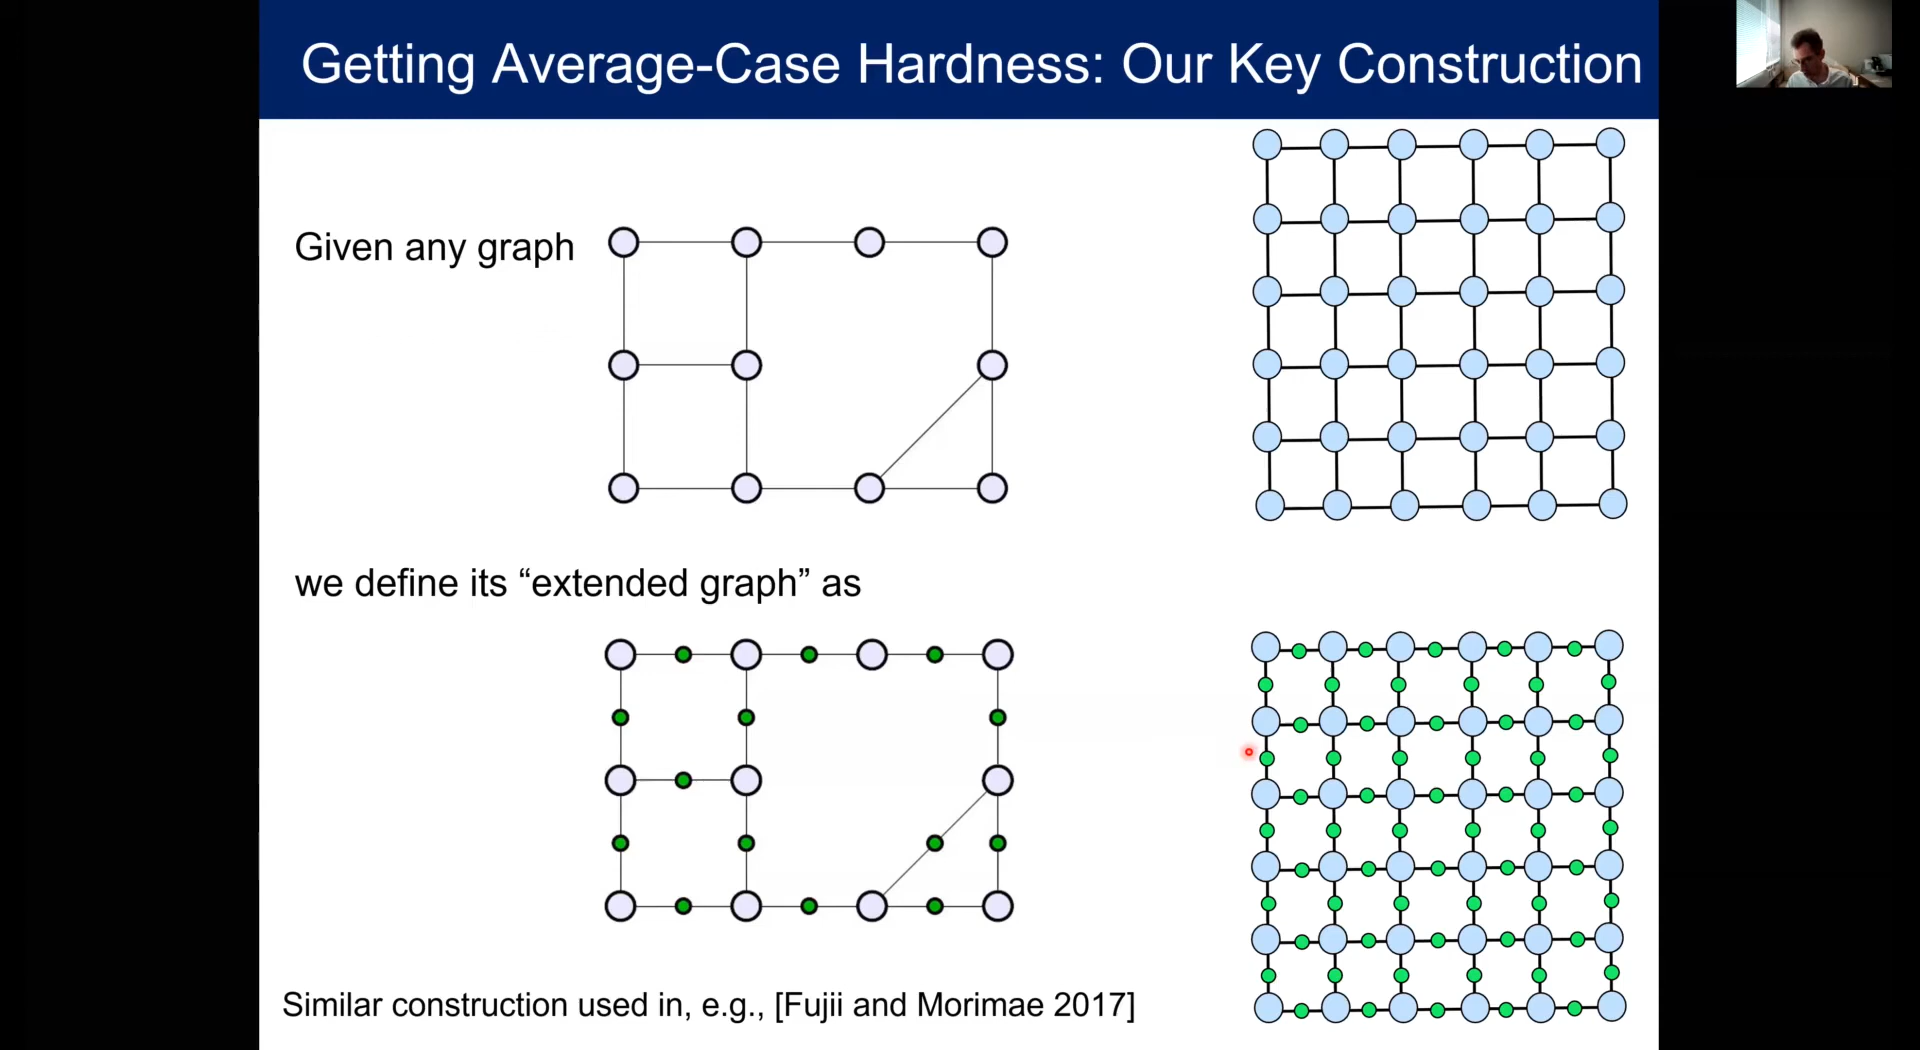 Getting Average-Case Hardness: Our Key Construction
Given any graph
we define its “extended graph” as
Similar construction used in, e.g., [Fujii and Morimae 2017]